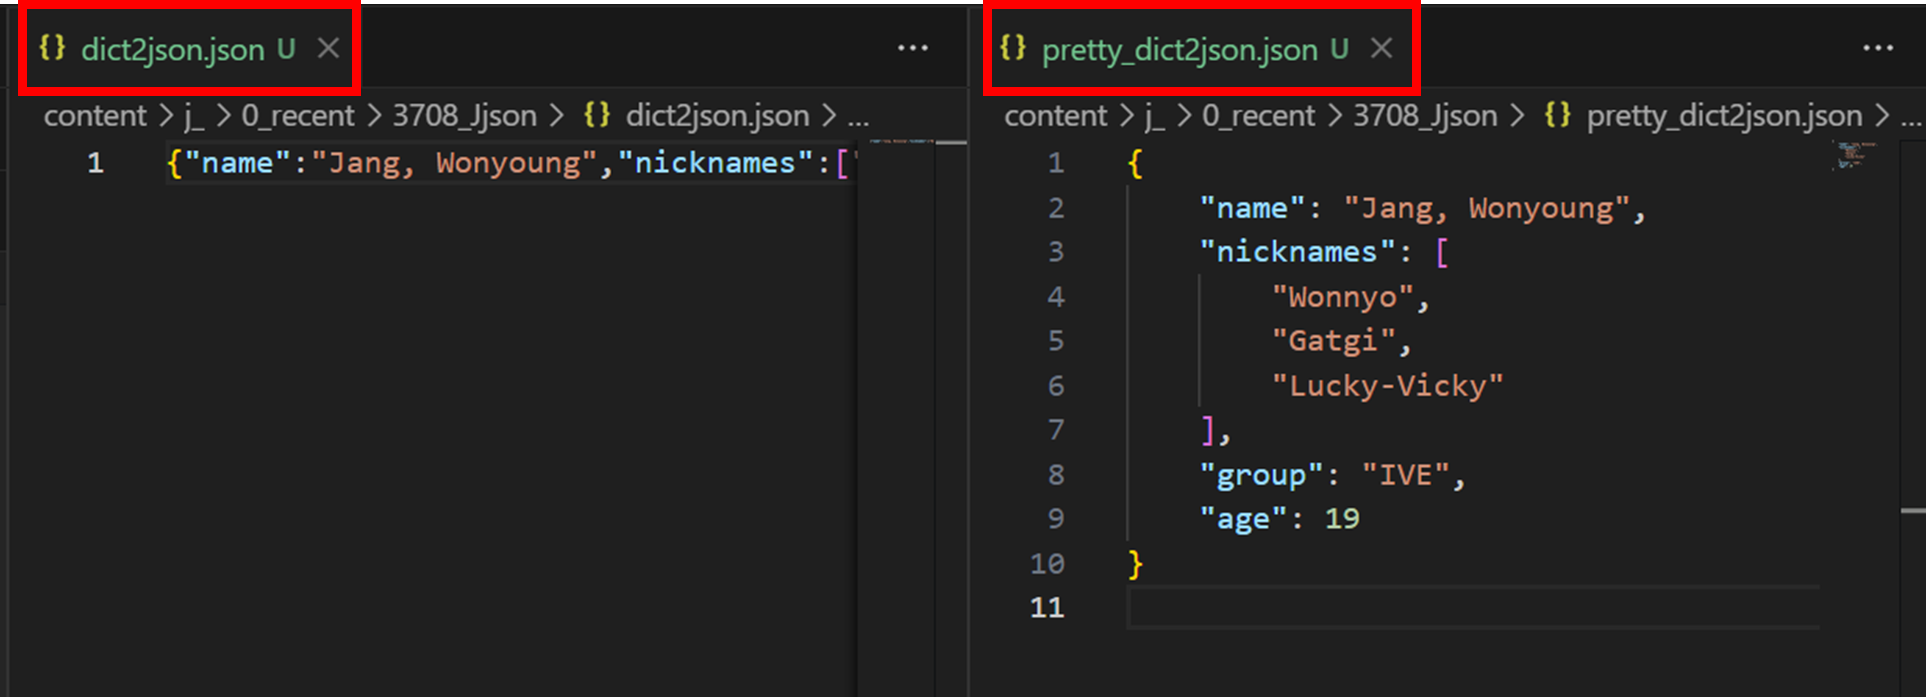 {} dict2json.json U ×
content > j_ > 0_recent > 3708_Jjson > {} dict2json.json > ...
1 {"name":"Jang, Wonyoung","nicknames":["
{} pretty_dict2json.json U ×
content > j_ > 0_recent > 3708_Jjson > {} pretty_dict2json.json > ...
1 {
2 "name": "Jang, Wonyoung",
3 "nicknames": [
4 "Wonnyo",
5 "Gatgi",
6 "Lucky-Vicky"
7 ],
8 "group": "IVE",
9 "age": 19
10 }
11